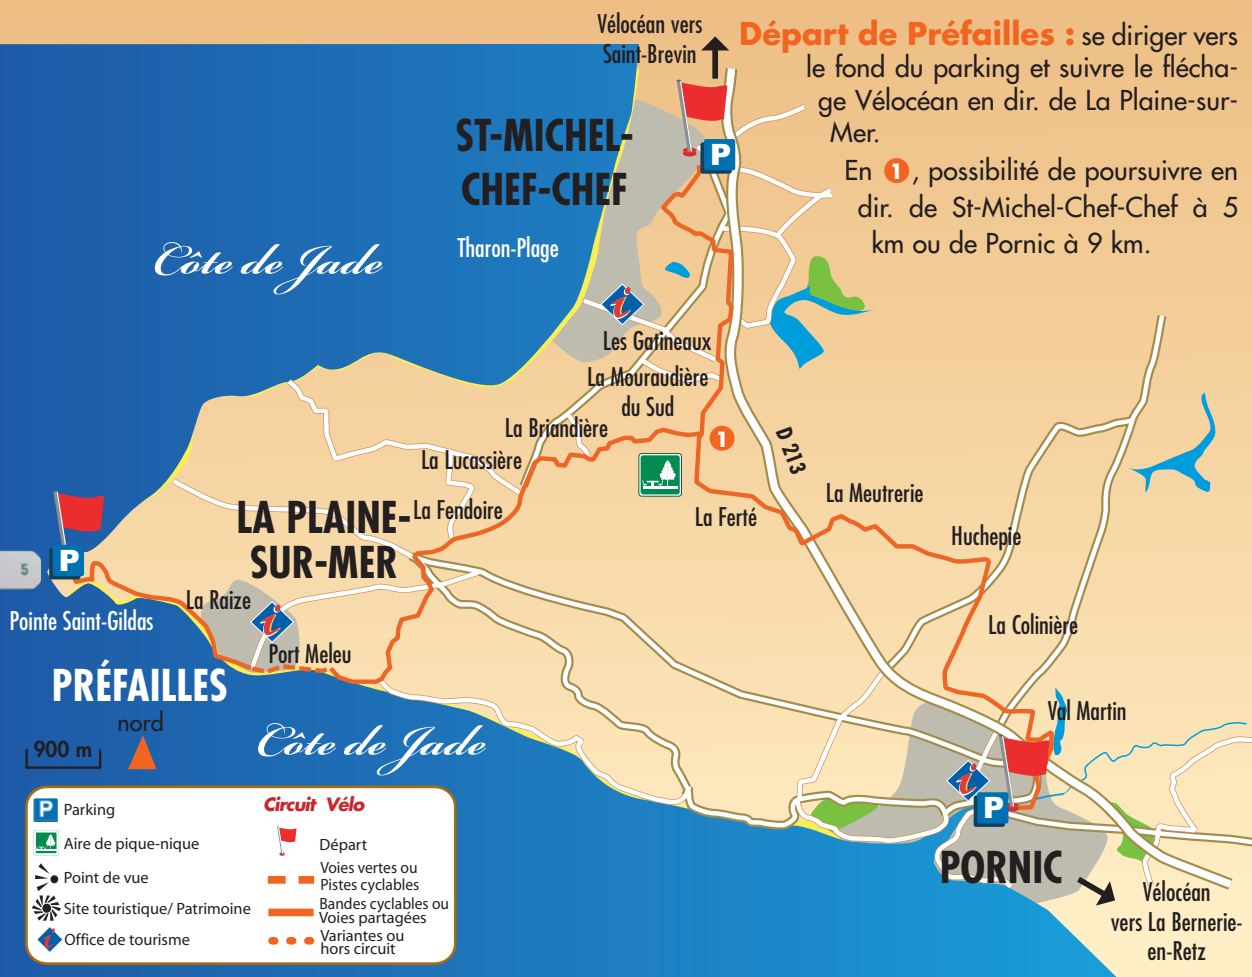 Vélocéan vers
Saint-Brevin
Départ de Préfailles : se diriger vers
le fond du parking et suivre le flécha-
ge Vélocéan en dir. de La Plaine-sur-
Mer.
En 1, possibilité de poursuivre en
dir. de St-Michel-Chef-Chef à 5
km ou de Pornic à 9 km.
ST-MICHEL-
CHEF-CHEF
P
Tharon-Plage
Côte de Jade
i
Les Gatineaux
La Mouraudière
du Sud
La Briandière
1
D 213
La Lucassière
La Meutrerie
La Fendoire
La Ferté
LA PLAINE-
SUR-MER
Huchepie
P
5
La Raize
i
Pointe Saint-Gildas
La Colinière
Port Meleu
PRÉFAILLES
Val Martin
nord
900 m
Côte de Jade
i
P
PORNIC
Vélocéan
vers La Bernerie-
en-Retz
P Parking
Aire de pique-nique
Point de vue
Site touristique/ Patrimoine
i Office de tourisme
Circuit Vélo
Départ
Voies vertes ou
Pistes cyclables
Bandes cyclables ou
Voies partagées
Variantes ou
hors circuit